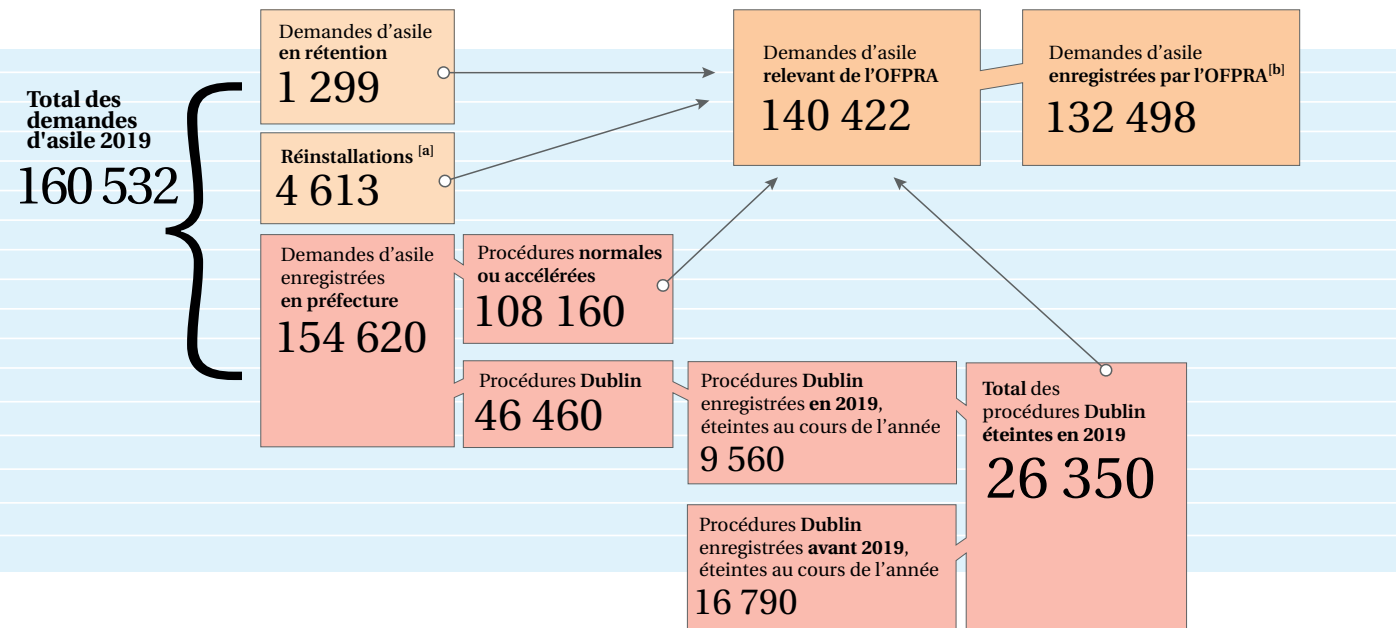 Total des
demandes
d'asile 2019
160 532
Demandes d’asile
en rétention
1 299
Réinstallations [a]
4 613
Demandes d’asile
enregistrées
en préfecture
154 620
Procédures normales
ou accélérées
108 160
Procédures Dublin
46 460
Procédures Dublin
enregistrées en 2019,
éteintes au cours de l’année
9 560
Procédures Dublin
enregistrées avant 2019,
éteintes au cours de l’année
16 790
Total des
procédures Dublin
éteintes en 2019
26 350
Demandes d’asile
relevant de l’OFPRA
140 422
Demandes d’asile
enregistrées par l’OFPRA[b]
132 498